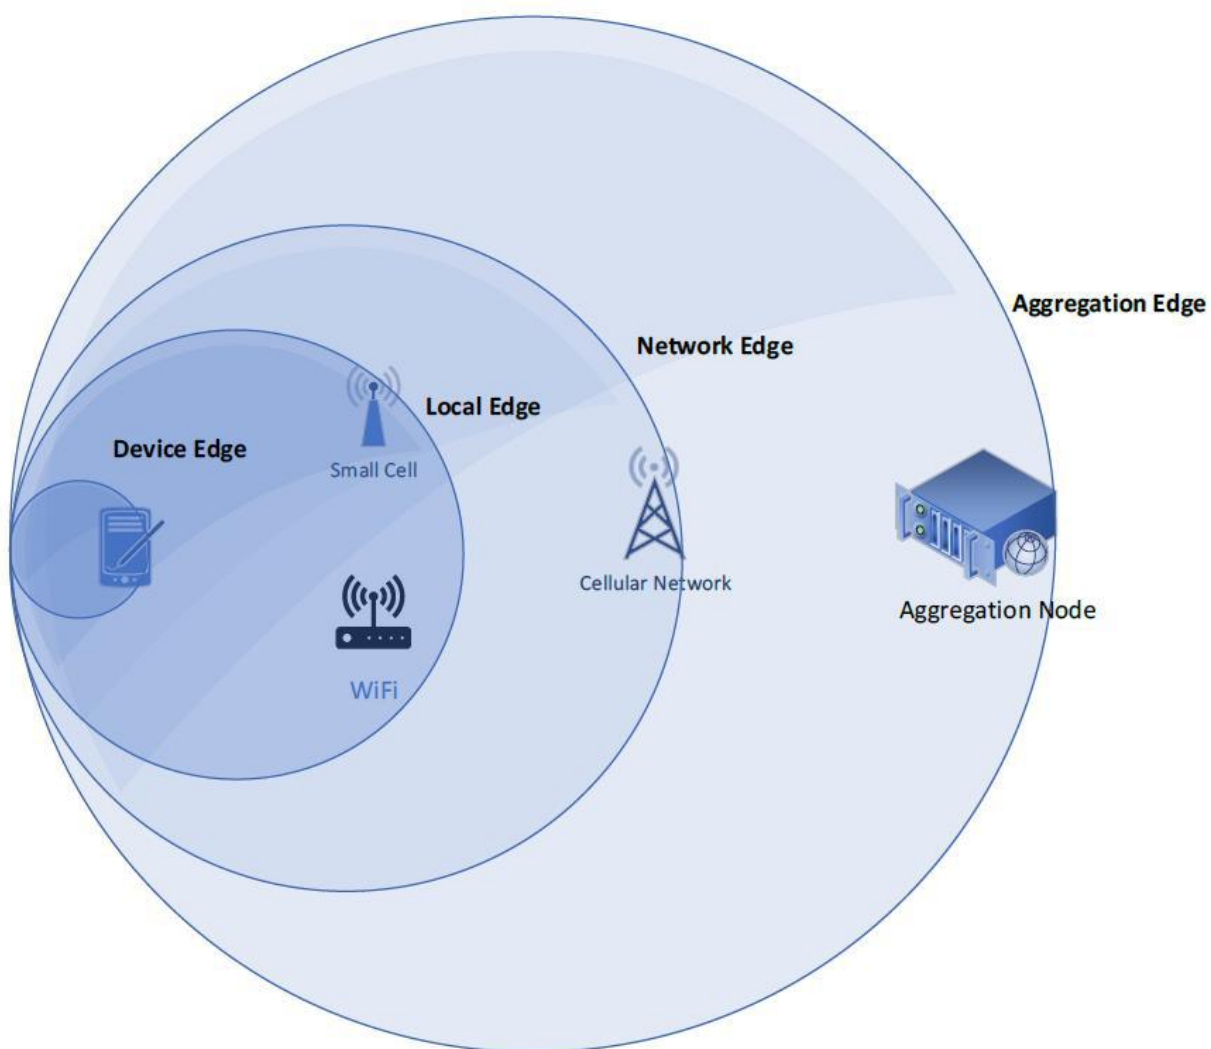 Aggregation Edge
Network Edge
Local Edge
Device Edge
Small Cell
Cellular Network
Aggregation Node
WiFi